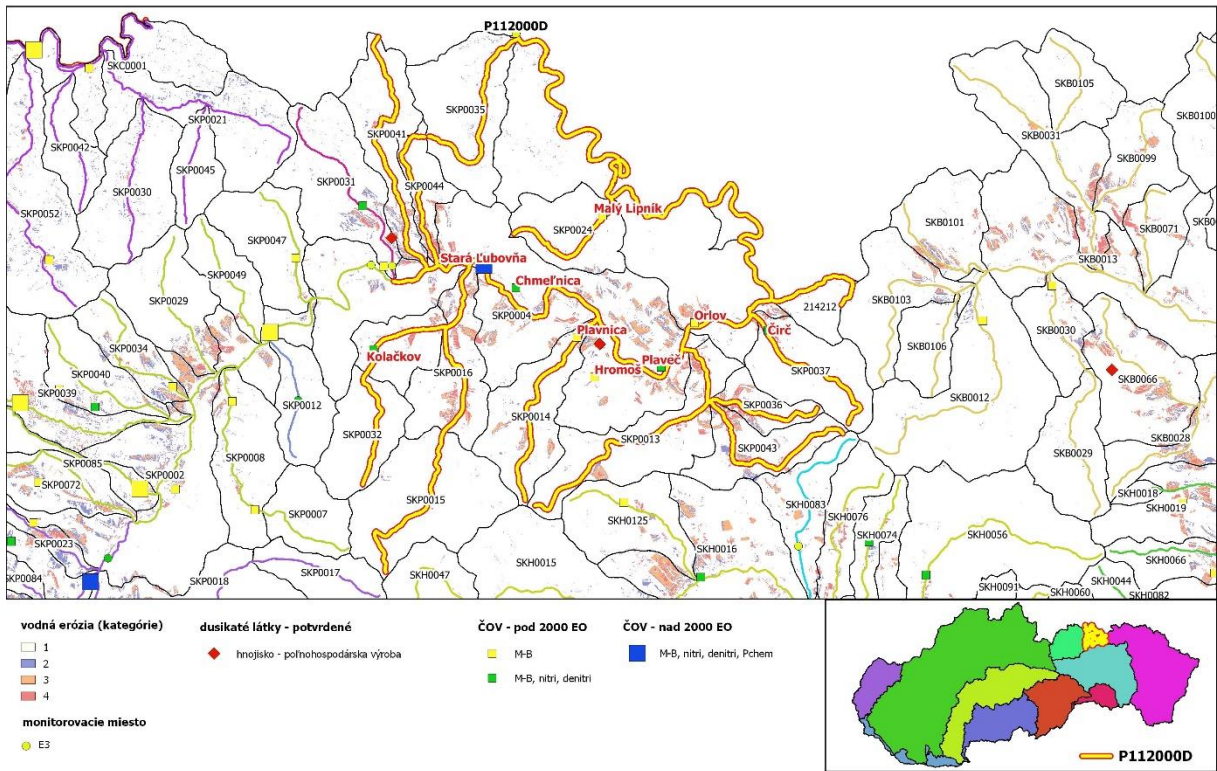 P112000D
SKC0001
SKP0021
SKP0042
SKP0045
SKP0030
SKP0052
SKP0031
SKP0041
SKP0035
SKP0044
SKP0024
Malý Lipník
SKB0105
SKB0031
SKB0100
SKB0099
SKB0101
SKB0071
SKB0013
SKP0047
SKP0049
SKP0029
Stará Ľubovňa
Chmeľnica
SKP0004
Orlov
214212
SKB0103
SKB0030
SKP0034
SKP0040
SKP0039
SKP0012
Kolačkov
SKP0016
Plavnica
Hromoš
Plaveč
Čirč
SKP0037
SKB0106
SKB0066
SKB0012
SKP0036
SKP0014
SKP0013
SKP0032
SKP0043
SKB0028
SKB0029
SKP0085
SKP0002
SKP0072
SKP0008
SKP0015
SKP0007
SKH0083
SKH0076
SKH0018
SKH0019
SKH0125
SKP0023
SKH0016
SKH0074
SKH0056
SKH0066
SKP0084
SKP0018
SKP0017
SKH0047
SKH0015
SKH0091
SKH0060
SKH0044
SKH0082
vodná erózia (kategórie)
1
2
3
4
monitorovacie miesto
E3
dusikaté látky - potvrdené
hnojisko - poľnohospodárska výroba
ČOV - pod 2000 EO
M-B
M-B, nitri, denitri
ČOV - nad 2000 EO
M-B, nitri, denitri, Pchem
P112000D